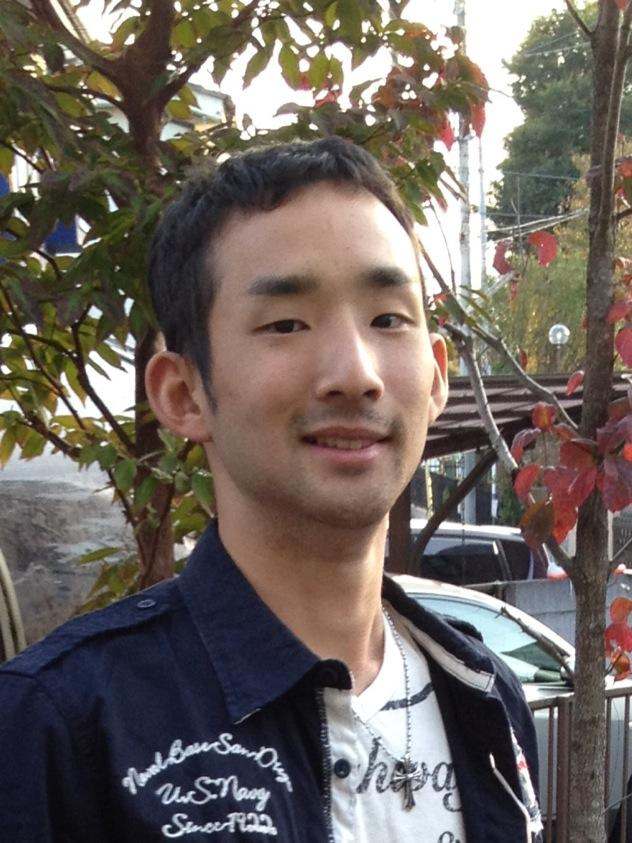 Naval Base San Diego
U.S. Navy
Since 1922